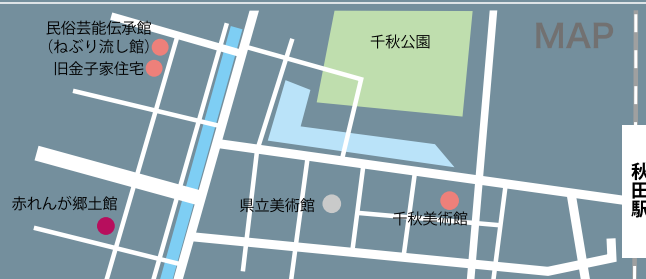 民俗芸能伝承館
（ねぶり流し館）
旧金子家住宅
千秋公園
MAP
秋田駅
赤れんが郷土館
県立美術館
千秋美術館